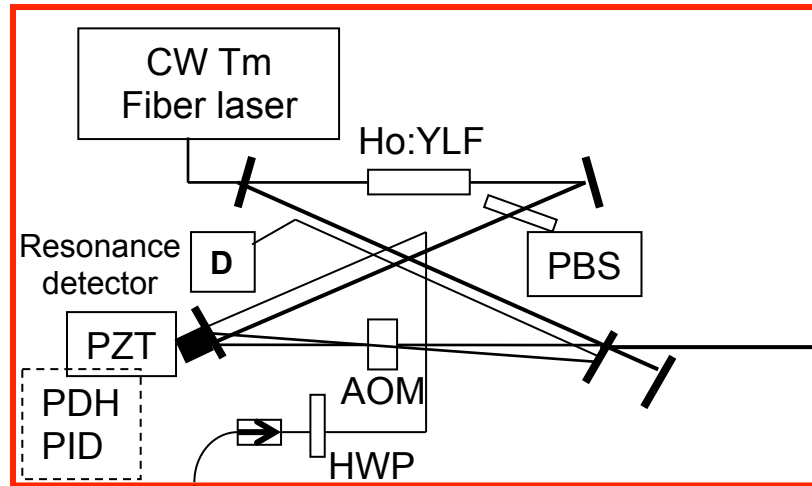 CW Tm
Fiber laser
Ho:YLF
Resonance
detector
D
PBS
PZT
AOM
PDH
PID
HWP